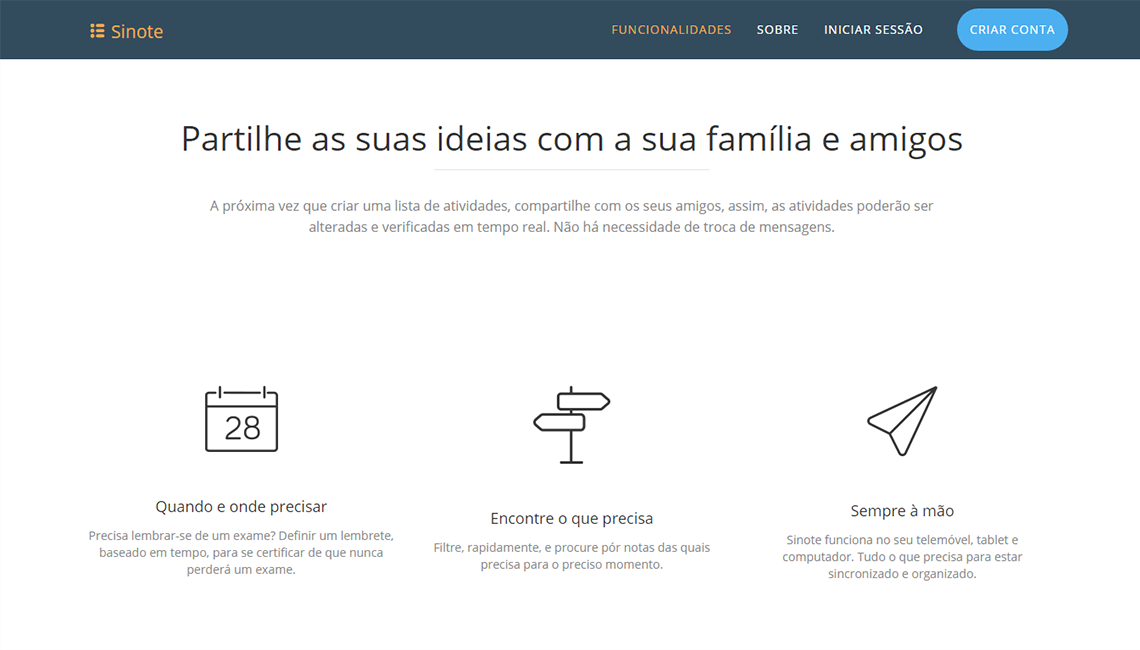 Sinote
FUNCIONALIDADES
SOBRE
INICIAR SESSÃO
CRIAR CONTA
Partilhe as suas ideias com a sua família e amigos
A próxima vez que criar uma lista de atividades, compartilhe com os seus amigos, assim, as atividades poderão ser
alteradas e verificadas em tempo real. Não há necessidade de troca de mensagens.
28
Quando e onde precisar
Precisa lembrar-se de um exame? Definir um lembrete,
baseado em tempo, para se certificar de que nunca
perderá um exame.
Encontre o que precisa
Filtre, rapidamente, e procure pór notas das quais
precisa para o preciso momento.
Sempre à mão
Sinote funciona no seu telemóvel, tablet e
computador. Tudo o que precisa para estar
sincronizado e organizado.